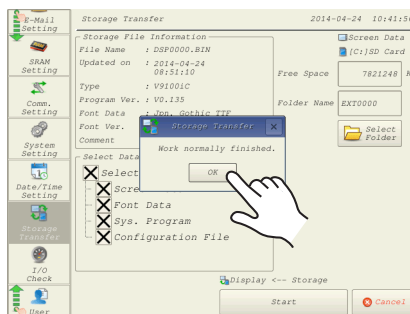 E-Mail
Setting
SRAM
Setting
Comm.
Setting
System
Setting
Date/Time
Setting
Storage
Transfer
I/O
Check
User
Storage Transfer
2014-04-24 10:41:5
Storage File Information
File Name : DSP0000.BIN
Updated on : 2014-04-24
08:51:10
Type : V9100iC
Program Ver. : V0.135
Font Data : Jpn. Gothic TTF
Font Ver.
Comment
Screen Data
[C:]SD Card
Free Space 7821248
Folder Name EXT0000
Select
Folder
Storage Transfer
Work normally finished.
OK
Select Data
Select
Scre
Font Data
Sys. Program
Configuration File
Display <-- Storage
Start
Cancel